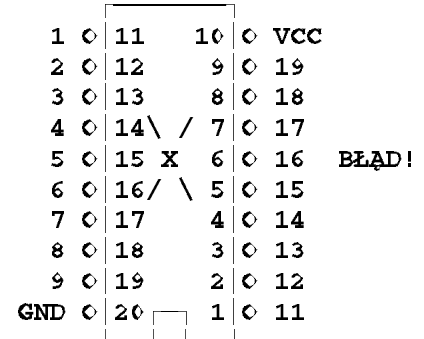 1 11 10 VCC
2 12 9 19
3 13 8 18
4 14\ / 7 17
5 15 X 6 16 BŁĄD!
6 16/ \ 5 15
7 17 4 14
8 18 3 13
9 19 2 12
GND 20 1 11